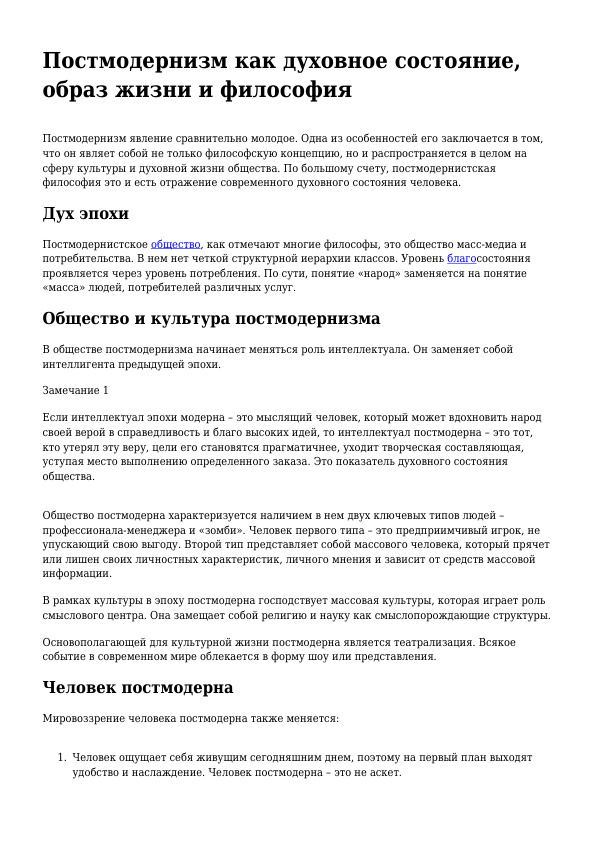 Постмодернизм как духовное состояние,
образ жизни и философия
Постмодернизм явление сравнительно молодое. Одна из особенностей его заключается в том,
что он являет собой не только философскую концепцию, но и распространяется в целом на
сферу культуры и духовной жизни общества. По большому счету, постмодернистская
философия это и есть отражение современного духовного состояния человека.
Дух эпохи
Постмодернистское общество, как отмечают многие философы, это общество масс-медиа и
потребительства. В нем нет четкой структурной иерархии классов. Уровень благосостояния
проявляется через уровень потребления. По сути, понятие «народ» заменяется на понятие
«масса» людей, потребителей различных услуг.
Общество и культура постмодернизма
В обществе постмодернизма начинает меняться роль интеллектуала. Он заменяет собой
интеллигента предыдущей эпохи.
Замечание 1
Если интеллектуал эпохи модерна – это мыслящий человек, который может вдохновить народ
своей верой в справедливость и благо высоких идей, то интеллектуал постмодерна – это тот,
кто утерял эту веру, цели его становятся прагматичнее, уходит творческая составляющая,
уступая место выполнению определенного заказа. Это показатель духовного состояния
общества.
Общество постмодерна характеризуется наличием в нем двух ключевых типов людей –
профессионала-менеджера и «зомби». Человек первого типа – это предприимчивый игрок, не
упускающий свою выгоду. Второй тип представляет собой массового человека, который прячет
или лишен своих личностных характеристик, личного мнения и зависит от средств массовой
информации.
В рамках культуры в эпоху постмодерна господствует массовая культуры, которая играет роль
смыслового центра. Она замещает собой религию и науку как смыслопорождающие структуры.
Основополагающей для культурной жизни постмодерна является театрализация. Всякое
событие в современном мире облекается в форму шоу или представления.
Человек постмодерна
Мировоззрение человека постмодерна также меняется:
1. Человек ощущает себя живущим сегодняшним днем, поэтому на первый план выходят
удобство и наслаждение. Человек постмодерна – это не аскет.